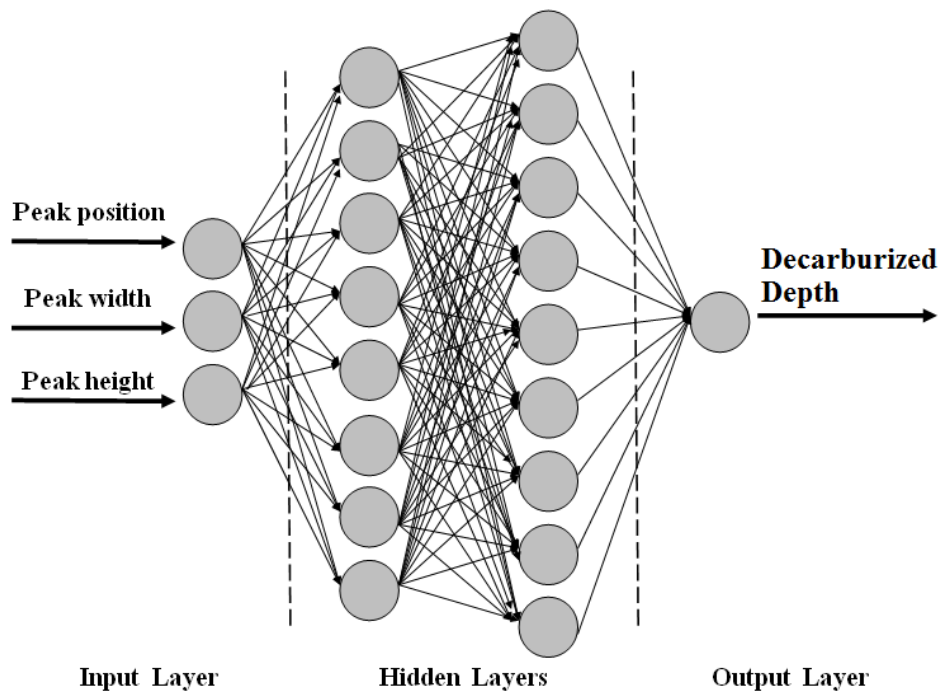 Peak position
Peak width
Peak height
Decarburized
Depth
Input Layer
Hidden Layers
Output Layer